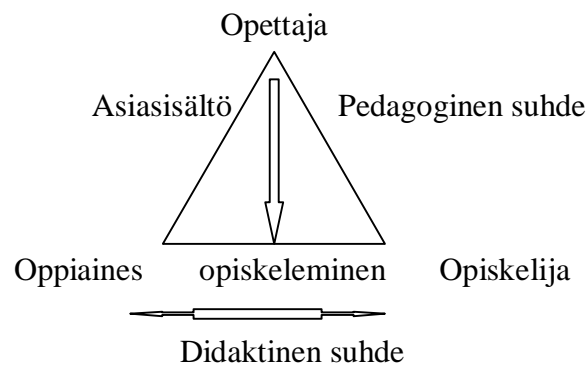 Opettaja
Asiasisältö Pedagoginen suhde
Oppiaines opiskeleminen Opiskelija
Didaktinen suhde